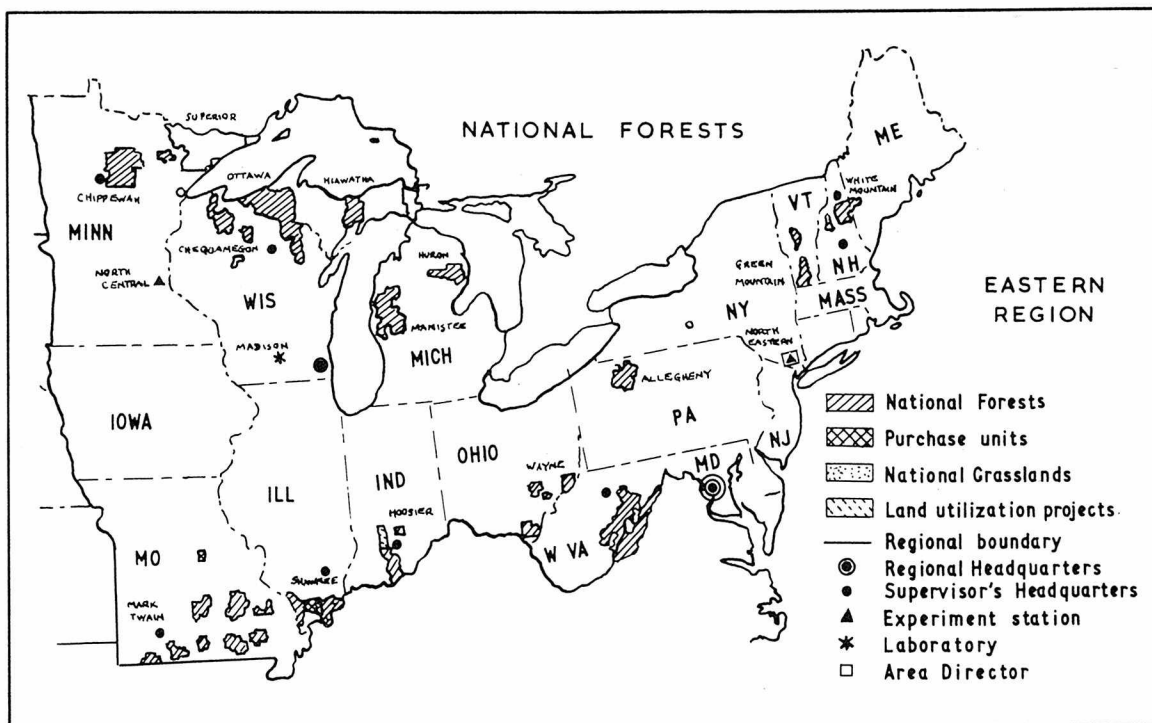 NATIONAL FORESTS
EASTERN
REGION
SUPERIOR
OTTAWA
HIAWATHA
CHIPPEWAH
MINN
CHEQUAMEGON
NORTH
CENTRAL
WIS
MADISON
HURON
MANISTEE
MICH
ME
WHITE
MOUNTAIN
VT
NH
GREEN
MOUNTAIN
MASS
NY
NORTH
EASTERN
ALLEGHENY
PA
NJ
MD
IOWA
ILL
IND
OHIO
WAYNE
HOOSIER
W VA
MO
MARK
TWAIN
SHAWNEE
National Forests
Purchase units
National Grasslands
Land utilization projects
Regional boundary
Regional Headquarters
Supervisor's Headquarters
Experiment station
Laboratory
Area Director